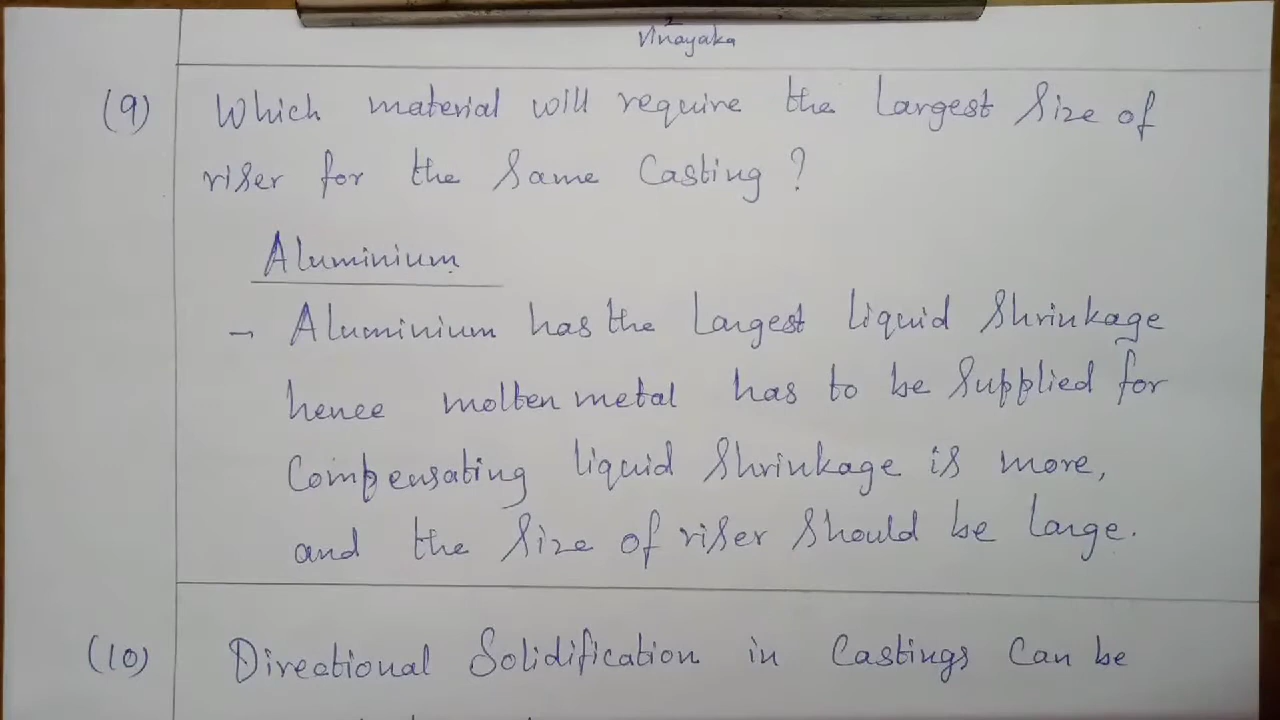 Vinayaka
(9) Which material will require the Largest Size of
riser for the Same Casting ?
Aluminium
- Aluminium has the Largest liquid Shrinkage
hence molten metal has to be Supplied for
Compensating liquid Shrinkage is more,
and the Size of riser Should be Large.
(10) Directional Solidification in Castings Can be